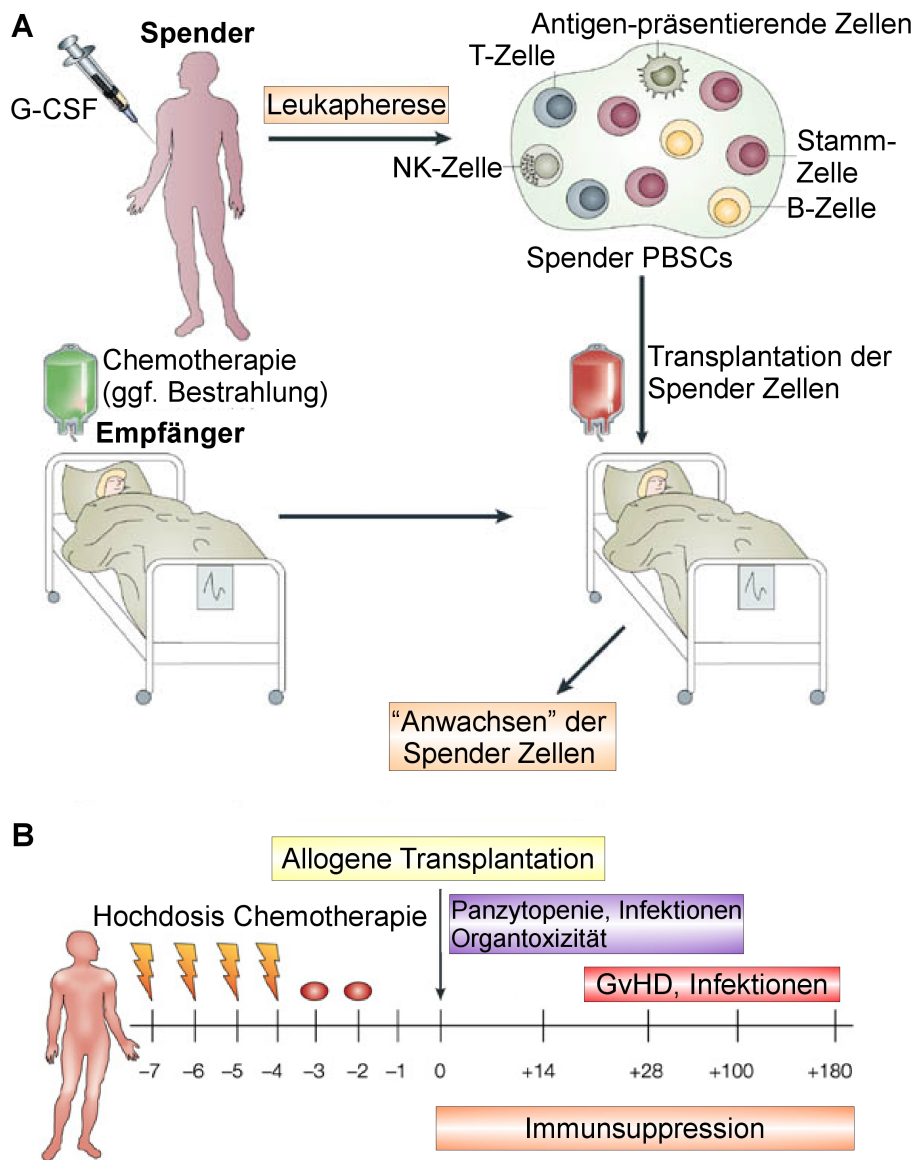 A
Spender
G-CSF
Leukapherese
Antigen-präsentierende Zellen
T-Zelle
NK-Zelle
Stamm-
Zelle
B-Zelle
Spender PBSCs
Chemotherapie
(ggf. Bestrahlung)
Empfänger
Transplantation der
Spender Zellen
“Anwachsen” der
Spender Zellen
B
Allogene Transplantation
Hochdosis Chemotherapie
Panzytopenie, Infektionen
Organtoxizität
GvHD, Infektionen
–7 –6 –5 –4 –3 –2 –1 0 +14 +28 +100 +180
Immunsuppression